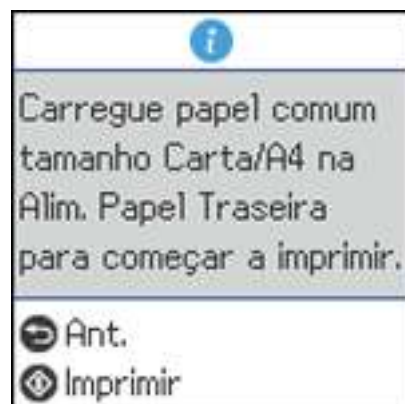 Carregue papel comum
tamanho Carta/A4 na
Alim. Papel Traseira
para começar a imprimir.
Ant.
Imprimir